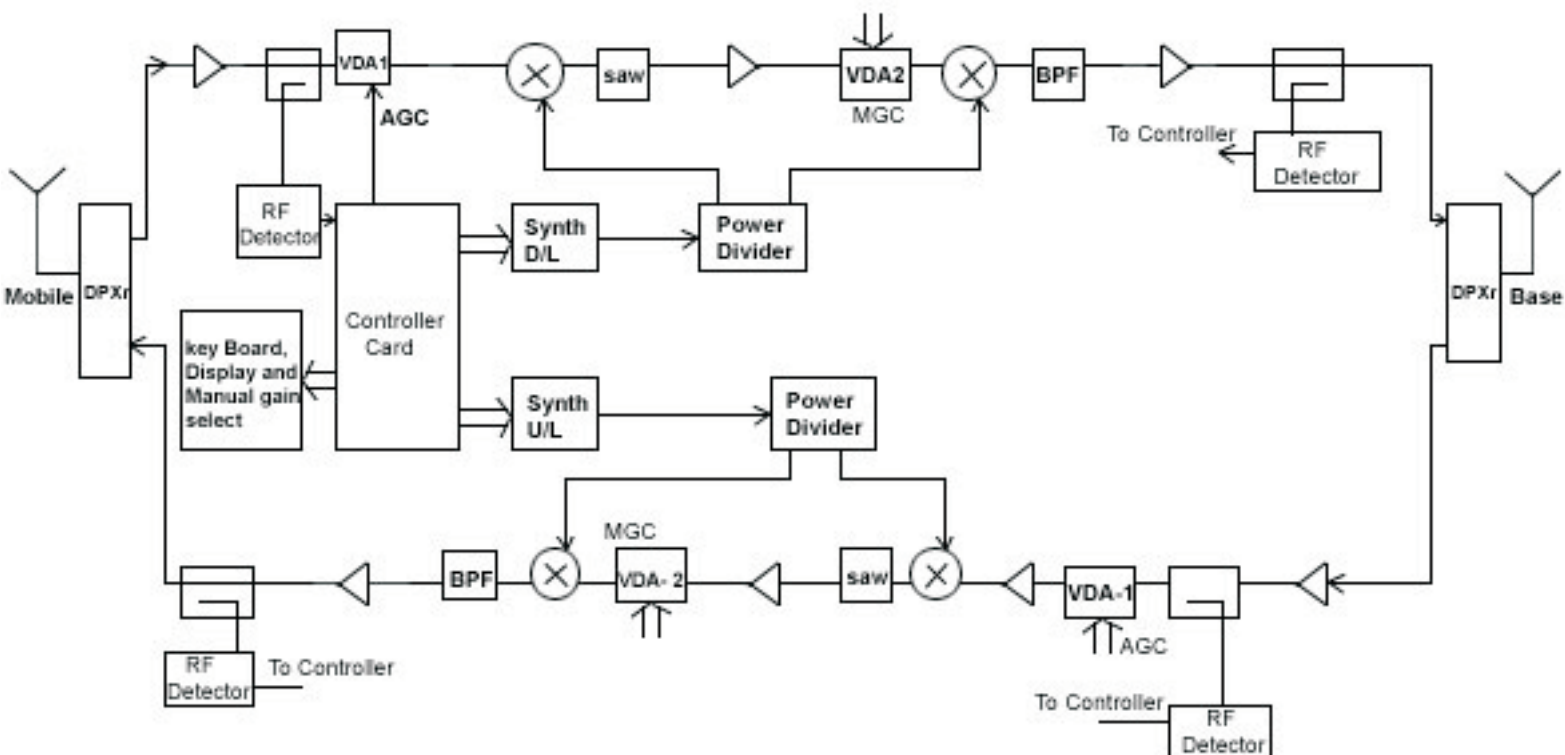 VDA1
saw
VDA2
BPF
AGC
MGC
To Controller
RF
Detector
RF
Detector
Synth
D/L
Power
Divider
Mobile
DPXr
DPXr
Base
Controller
Card
key Board,
Display and
Manual gain
select
Synth
U/L
Power
Divider
MGC
BPF
VDA- 2
saw
VDA-1
AGC
RF
Detector
To Controller
To Controller
RF
Detector